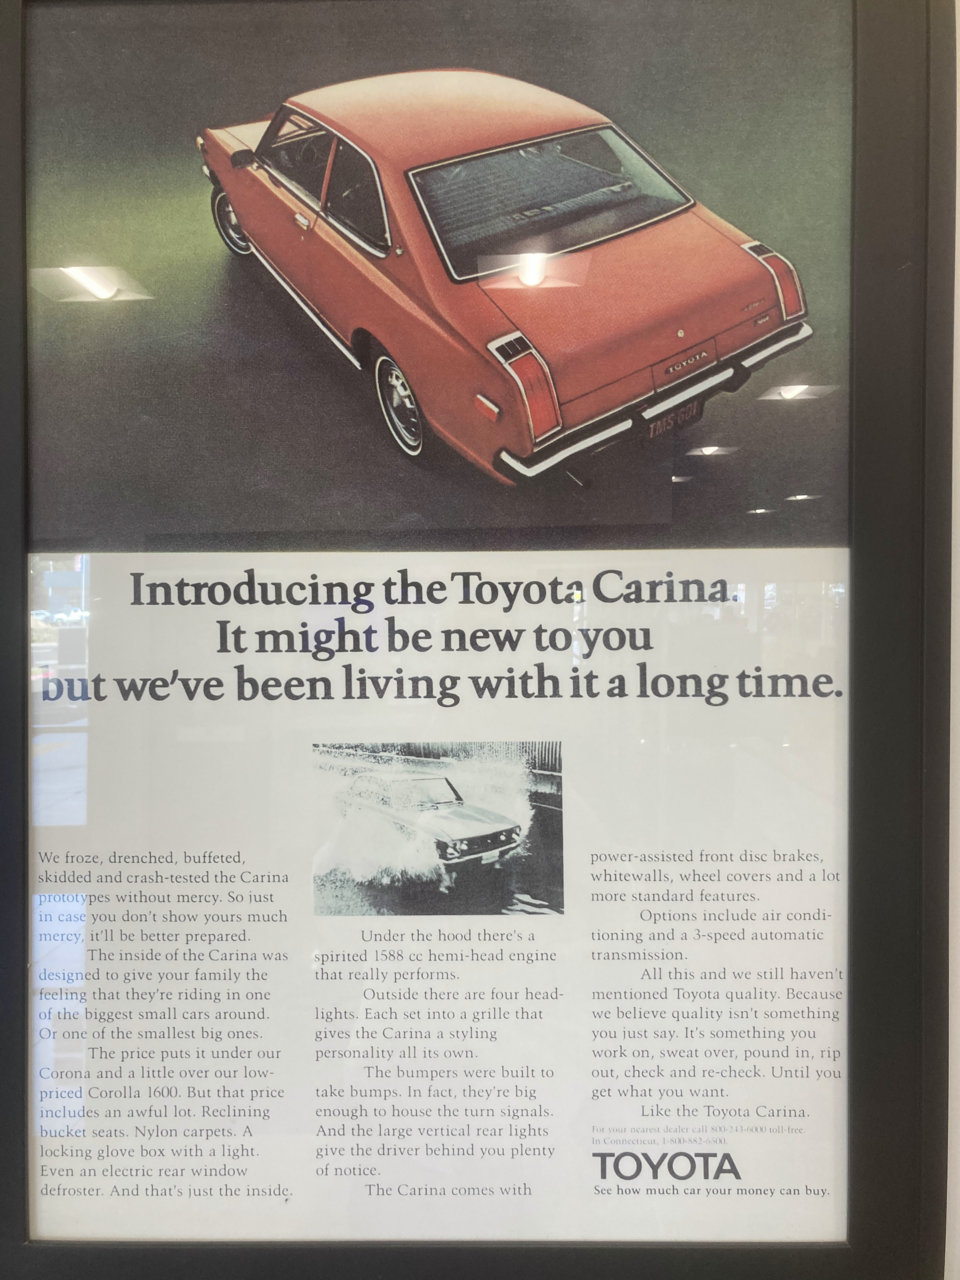 TOYOTA
Introducing the Toyota Carina.
It might be new to you
but we've been living with it a long time.
We froze, drenched, buffeted,
skidded and crash-tested the Carina
prototypes without mercy. So just
in case you don't show yours much
mercy, it'll be better prepared.
The inside of the Carina was
designed to give your family the
feeling that they're riding in one
of the biggest small cars around.
Or one of the smallest big ones.
The price puts it under our
Corona and a little over our low-
priced Corolla 1600. But that price
includes an awful lot. Reclining
bucket seats. Nylon carpets. A
locking glove box with a light.
Even an electric rear window
defroster. And that's just the inside.
Under the hood there's a
spirited 1588 cc hemi-head engine
that really performs.
Outside there are four head-
lights. Each set into a grille that
gives the Carina a styling
personality all its own.
The bumpers were built to
take bumps. In fact, they're big
enough to house the turn signals.
And the large vertical rear lights
give the driver behind you plenty
of notice.
The Carina comes with
power-assisted front disc brakes,
whitewalls, wheel covers and a lot
more standard features.
Options include air condi-
tioning and a 3-speed automatic
transmission.
All this and we still haven't
mentioned Toyota quality. Because
we believe quality isn't something
you just say. It's something you
work on, sweat over, pound in, rip
out, check and re-check. Until you
get what you want.
Like the Toyota Carina.
For your nearest dealer call 800-243-6000 toll-free.
In Connecticut, 1-800-882-6500.
TOYOTA
See how much car your money can buy.